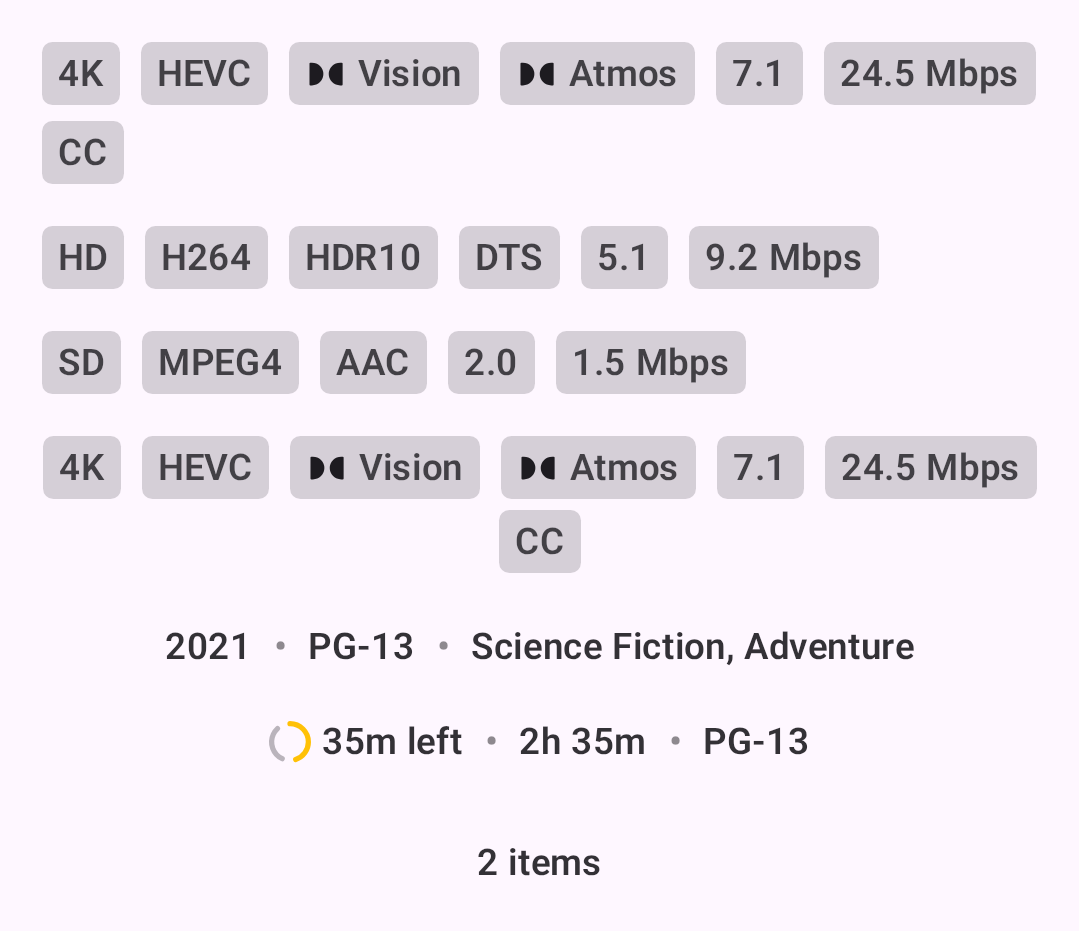 4K HEVC Vision Atmos 7.1 24.5 Mbps
CC
HD H264 HDR10 DTS 5.1 9.2 Mbps
SD MPEG4 AAC 2.0 1.5 Mbps
4K HEVC Vision Atmos 7.1 24.5 Mbps
CC
2021 • PG-13 • Science Fiction, Adventure
35m left • 2h 35m • PG-13
2 items